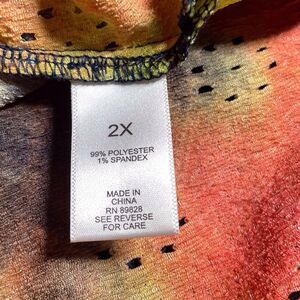 2X
99% POLYESTER
1% SPANDEX
MADE IN
CHINA
RN 89828
SEE REVERSE
FOR CARE